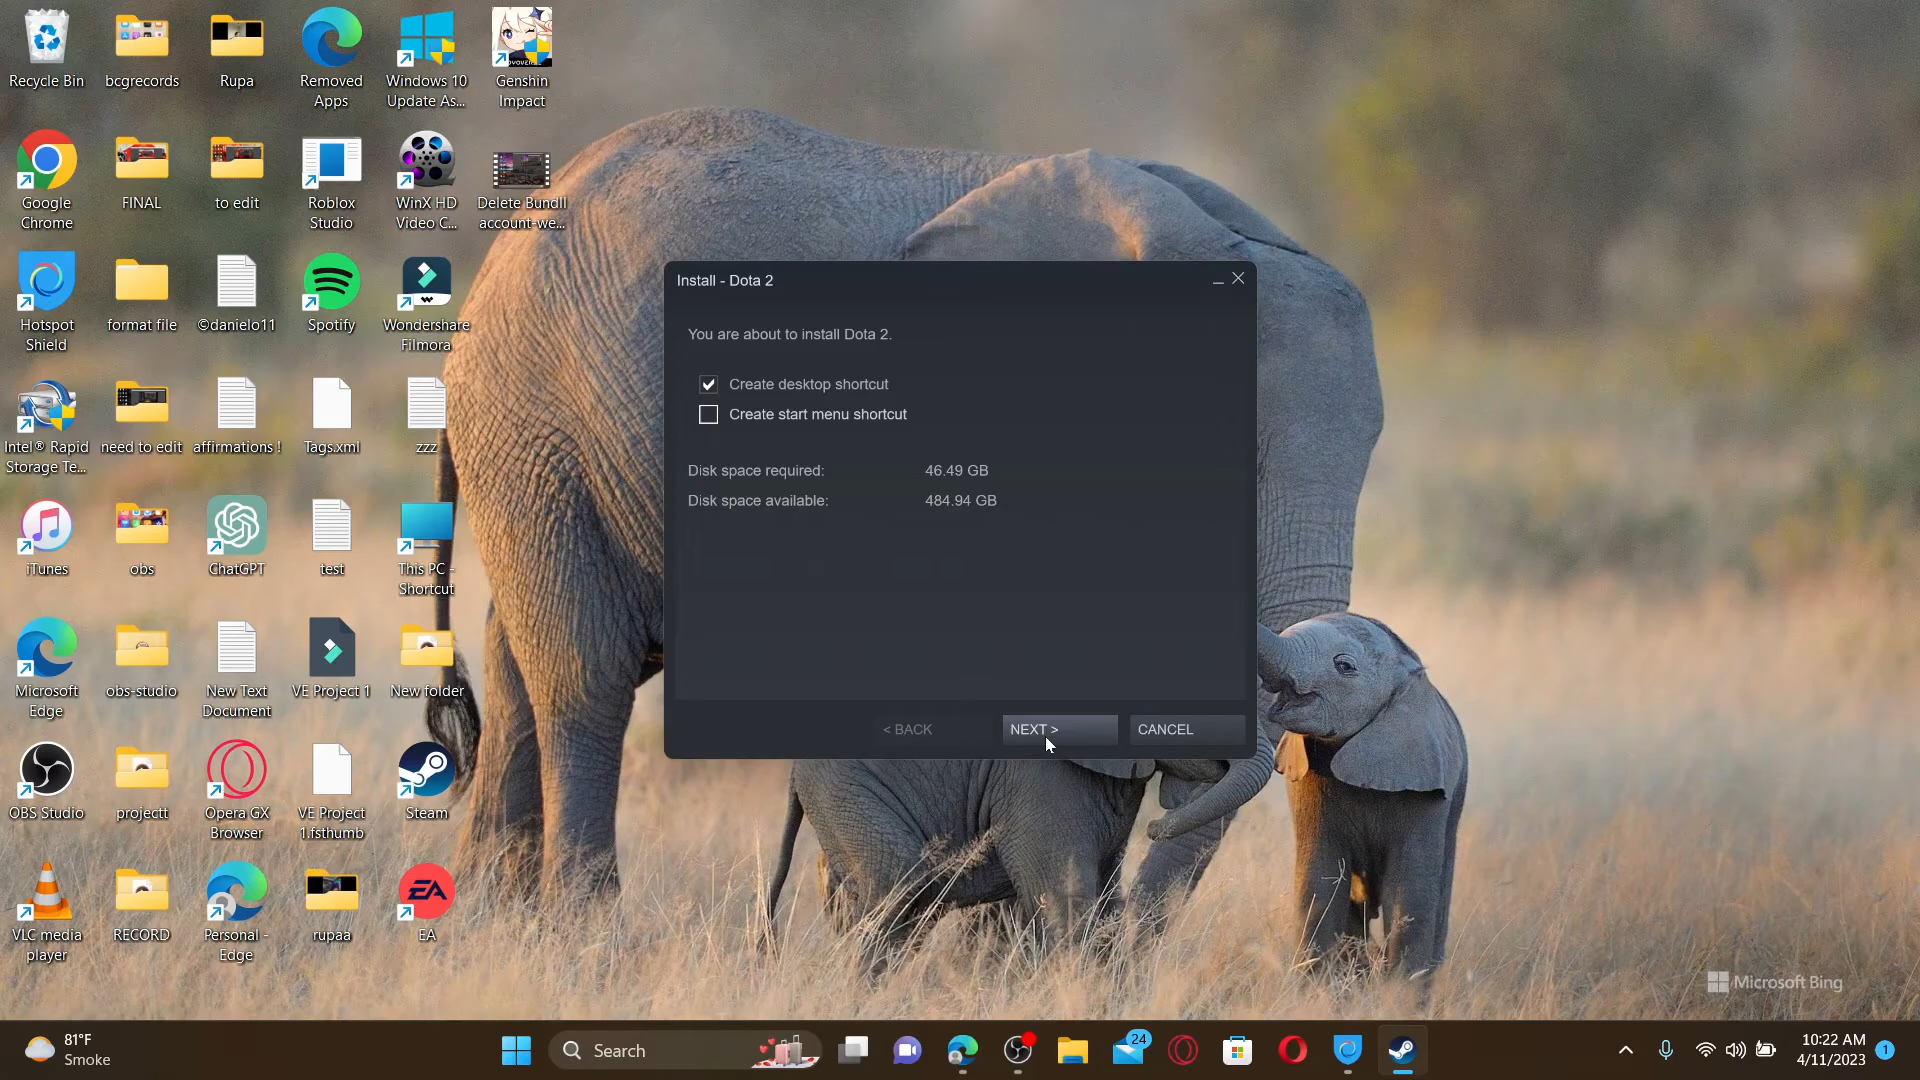 Recycle Bin
bcgrecords
Rupa
Removed
Apps
Windows 10
Update As...
Genshin
Impact
Google
Chrome
FINAL
to edit
Roblox
Studio
WinX HD
Video C...
Delete Bundll
account-we...
Hotspot
Shield
format file
©danielo11
Spotify
Wondershare
Filmora
Intel® Rapid
Storage Te...
need to edit
affirmations !
Tags.xml
zzz
iTunes
obs
ChatGPT
test
This PC -
Shortcut
Microsoft
Edge
obs-studio
New Text
Document
VE Project 1
New folder
OBS Studio
projectt
Opera GX
Browser
VE Project
1.fsthumb
Steam
VLC media
player
RECORD
Personal -
Edge
rupaa
EA
EA
Install - Dota 2
You are about to install Dota 2.
Create desktop shortcut
Create start menu shortcut
Disk space required: 46.49 GB
Disk space available: 484.94 GB
< BACK
NEXT >
CANCEL
Microsoft Bing
81°F
Smoke
Search
24
10:22 AM
4/11/2023
1